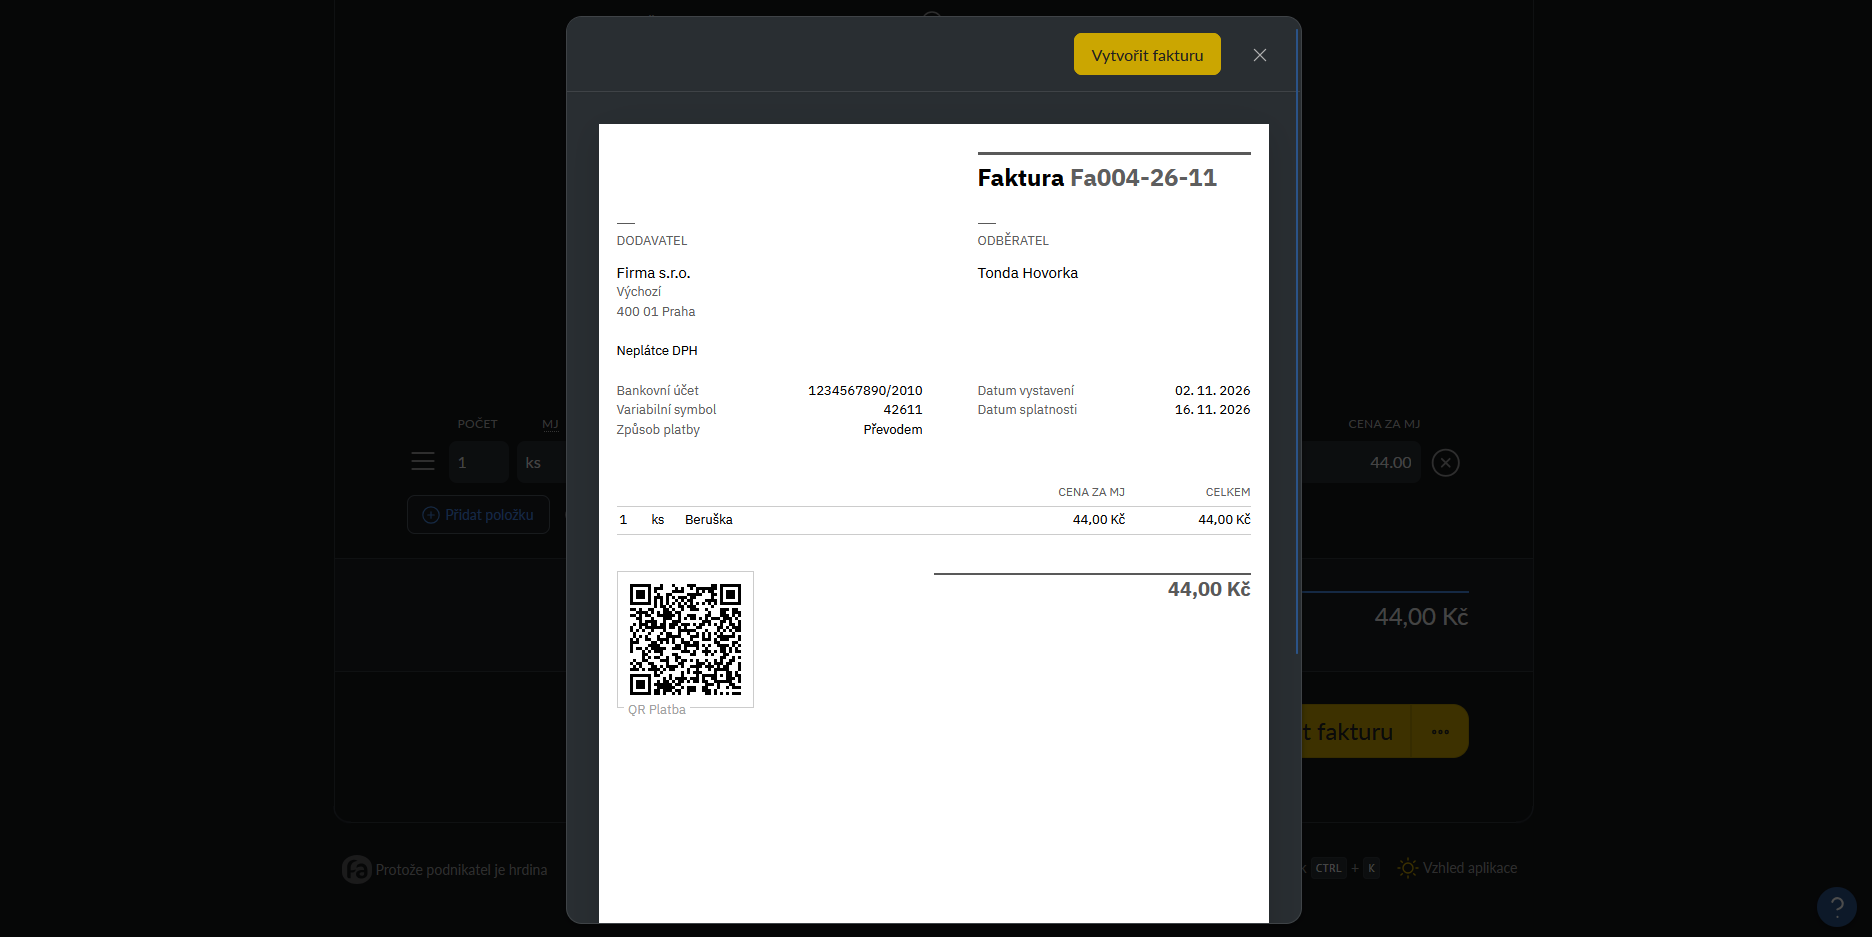 Vytvořit fakturu
Faktura Fa004-26-11
DODAVATEL
Firma s.r.o.
Výchozí
400 01 Praha
Neplátce DPH
ODBĚRATEL
Tonda Hovorka
Bankovní účet 1234567890/2010
Variabilní symbol 42611
Způsob platby Převodem
Datum vystavení 02. 11. 2026
Datum splatnosti 16. 11. 2026
CENA ZA MJ CELKEM
1 ks Beruška 44,00 Kč 44,00 Kč
44,00 Kč
QR Platba
POČET MJ CENA ZA MJ
1 ks 44.00
Přidat položku
44,00 Kč
fakturu
Protože podnikatel je hrdina
CTRL + K Vzhled aplikace